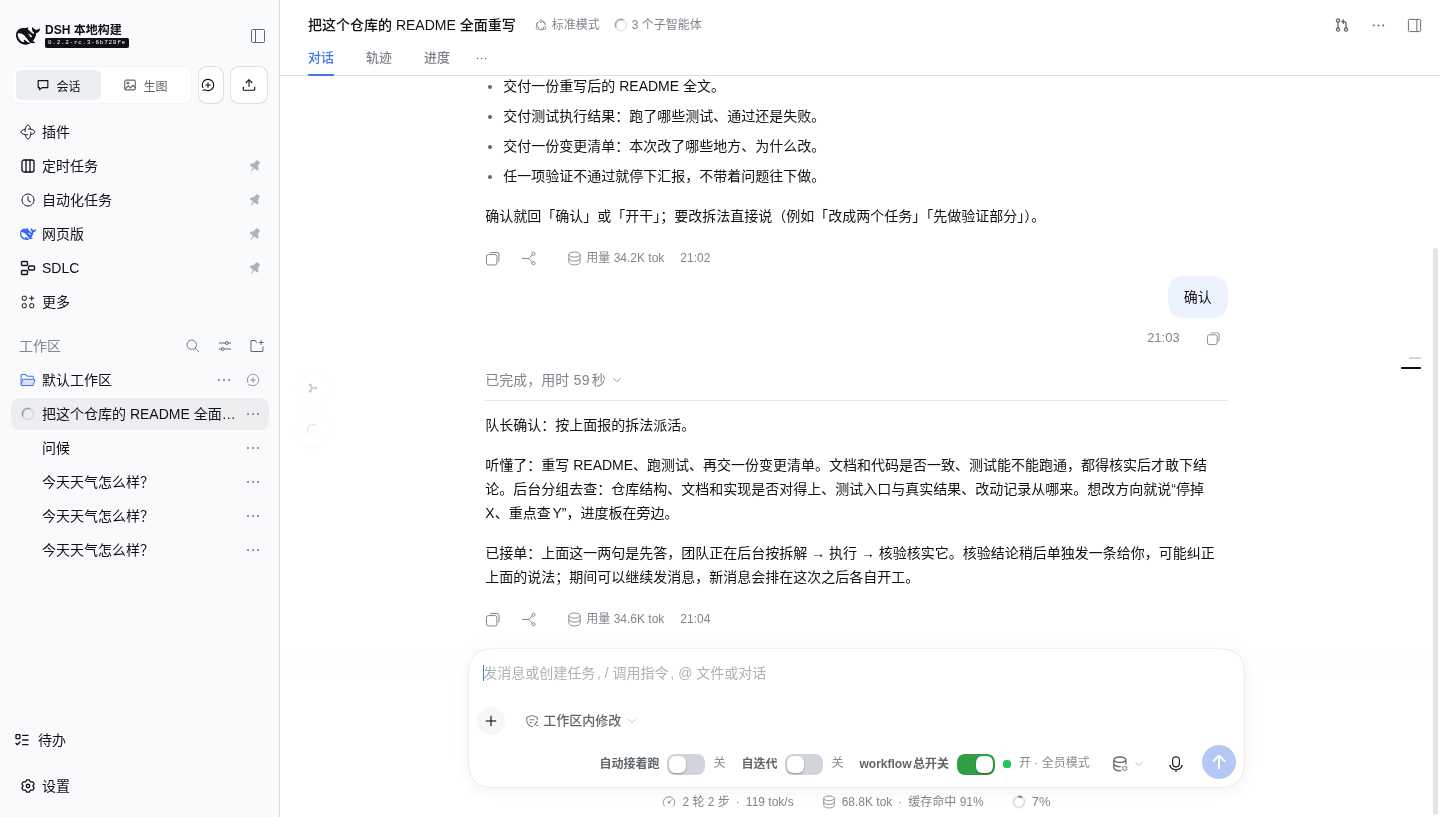 DSH 本地构建
0.2.2-rc.3-6b729fe
会话
生图
插件
定时任务
自动化任务
网页版
SDLC
更多
工作区
默认工作区
把这个仓库的 README 全面…
问候
今天天气怎么样?
今天天气怎么样?
今天天气怎么样?
待办
设置
把这个仓库的 README 全面重写
标准模式
3 个子智能体
对话
轨迹
进度
交付一份重写后的 README 全文。
交付测试执行结果：跑了哪些测试、通过还是失败。
交付一份变更清单：本次改了哪些地方、为什么改。
任一项验证不通过就停下汇报，不带着问题往下做。
确认就回「确认」或「开干」；要改拆法直接说（例如「改成两个任务」「先做验证部分」）。
用量 34.2K tok 21:02
确认
21:03
已完成，用时 59 秒
队长确认：按上面报的拆法派活。
听懂了：重写 README、跑测试、再交一份变更清单。文档和代码是否一致、测试能不能跑通，都得核实后才敢下结
论。后台分组去查：仓库结构、文档和实现是否对得上、测试入口与真实结果、改动记录从哪来。想改方向就说“停掉
X、重点查 Y”，进度板在旁边。
已接单：上面这一两句是先答，团队正在后台按拆解 → 执行 → 核验核实它。核验结论稍后单独发一条给你，可能纠正
上面的说法；期间可以继续发消息，新消息会排在这次之后各自开工。
用量 34.6K tok 21:04
发消息或创建任务, / 调用指令, @ 文件或对话
工作区内修改
自动接着跑 关 自迭代 关 workflow总开关 开 · 全员模式
2 轮 2 步 · 119 tok/s 68.8K tok · 缓存命中 91% 7%